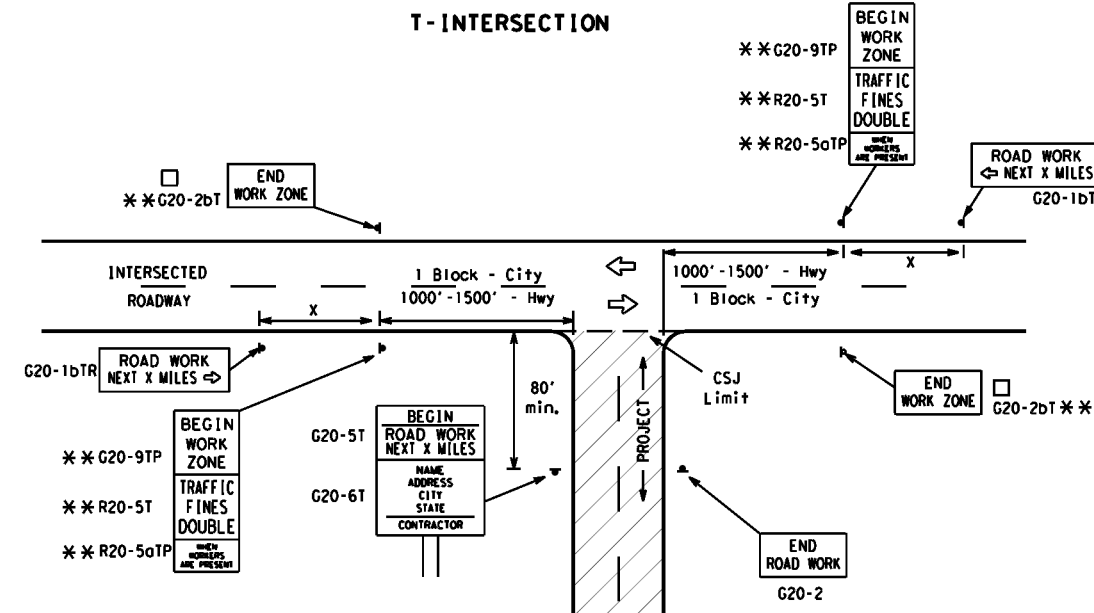 T-INTERSECTION
BEGIN
WORK
ZONE
TRAFFIC
FINES
DOUBLE
WHEN
WORKERS
ARE PRESENT
**G20-9TP
**R20-5T
**R20-5aTP
ROAD WORK
⇦ NEXT X MILES
G20-1bT
END
WORK ZONE
□
**G20-2bT
INTERSECTED
ROADWAY
1 Block - City
1000'-1500' - Hwy
X
1000'-1500' - Hwy
1 Block - City
X
G20-1bTR
ROAD WORK
NEXT X MILES ⇨
80'
min.
CSJ
Limit
PROJECT
END
WORK ZONE
□
G20-2bT **
BEGIN
WORK
ZONE
TRAFFIC
FINES
DOUBLE
WHEN
WORKERS
ARE PRESENT
**G20-9TP
**R20-5T
**R20-5aTP
G20-5T
BEGIN
ROAD WORK
NEXT X MILES
G20-6T
NAME
ADDRESS
CITY
STATE
CONTRACTOR
END
ROAD WORK
G20-2